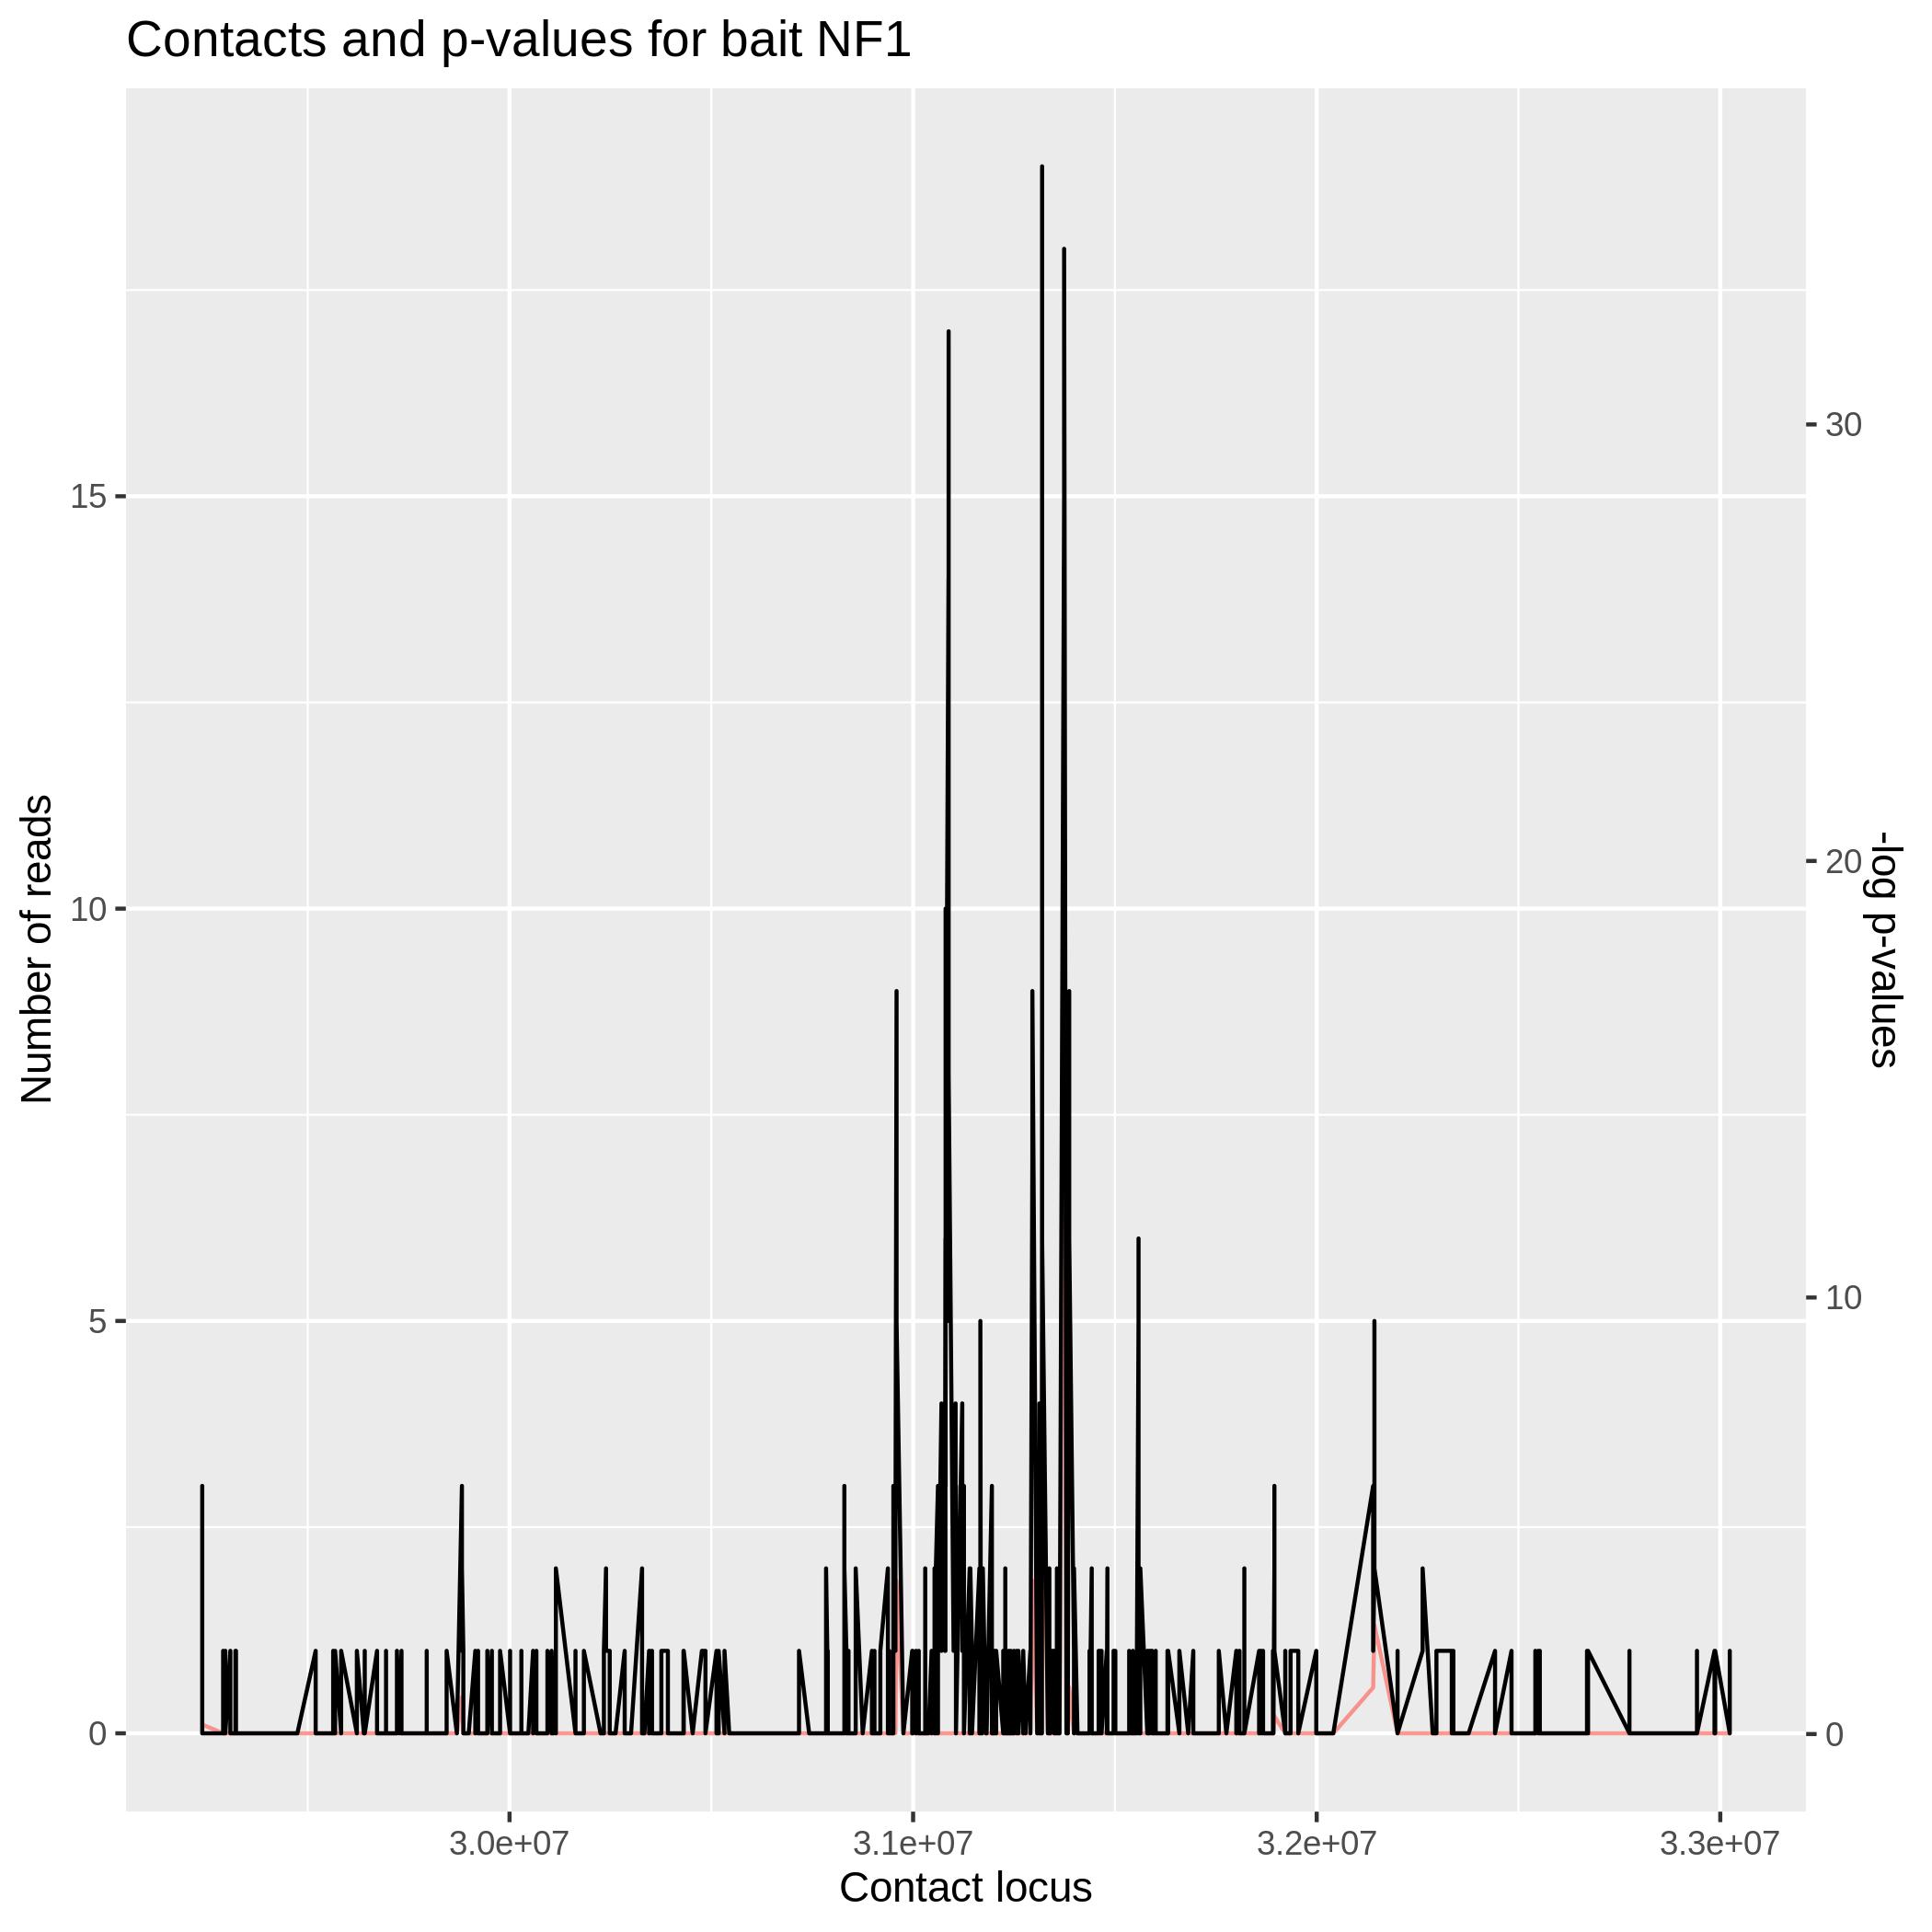 Contacts and p-values for bait NF1
Number of reads
15
10
5
0
30
20
10
0
-log p-values
3.0e+07
3.1e+07
3.2e+07
3.3e+07
Contact locus